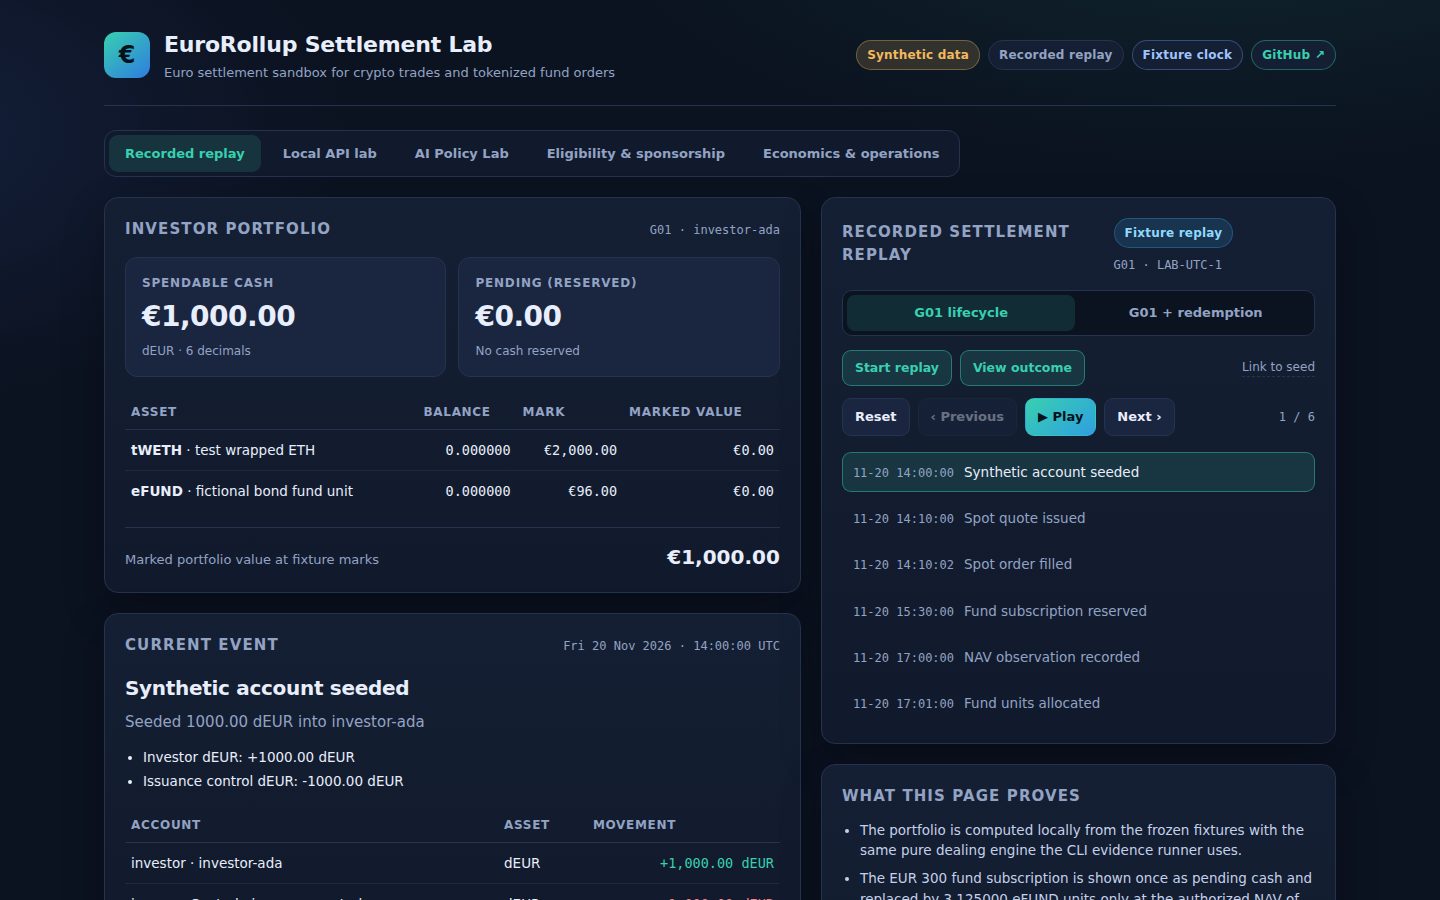 €
EuroRollup Settlement Lab
Euro settlement sandbox for crypto trades and tokenized fund orders
Synthetic data
Recorded replay
Fixture clock
GitHub ↗
Recorded replay
Local API lab
AI Policy Lab
Eligibility & sponsorship
Economics & operations
INVESTOR PORTFOLIO
G01 · investor-ada
SPENDABLE CASH
€1,000.00
dEUR · 6 decimals
PENDING (RESERVED)
€0.00
No cash reserved
ASSET BALANCE MARK MARKED VALUE
tWETH · test wrapped ETH 0.000000 €2,000.00 €0.00
eFUND · fictional bond fund unit 0.000000 €96.00 €0.00
Marked portfolio value at fixture marks €1,000.00
CURRENT EVENT
Fri 20 Nov 2026 · 14:00:00 UTC
Synthetic account seeded
Seeded 1000.00 dEUR into investor-ada
• Investor dEUR: +1000.00 dEUR
• Issuance control dEUR: -1000.00 dEUR
ACCOUNT ASSET MOVEMENT
investor · investor-ada dEUR +1,000.00 dEUR
RECORDED SETTLEMENT
REPLAY
Fixture replay
G01 · LAB-UTC-1
G01 lifecycle
G01 + redemption
Start replay
View outcome
Link to seed
Reset
‹ Previous
▶ Play
Next ›
1 / 6
11-20 14:00:00 Synthetic account seeded
11-20 14:10:00 Spot quote issued
11-20 14:10:02 Spot order filled
11-20 15:30:00 Fund subscription reserved
11-20 17:00:00 NAV observation recorded
11-20 17:01:00 Fund units allocated
WHAT THIS PAGE PROVES
• The portfolio is computed locally from the frozen fixtures with the
same pure dealing engine the CLI evidence runner uses.
• The EUR 300 fund subscription is shown once as pending cash and
replaced by 3.125000 eFUND units only at the authorized NAV of